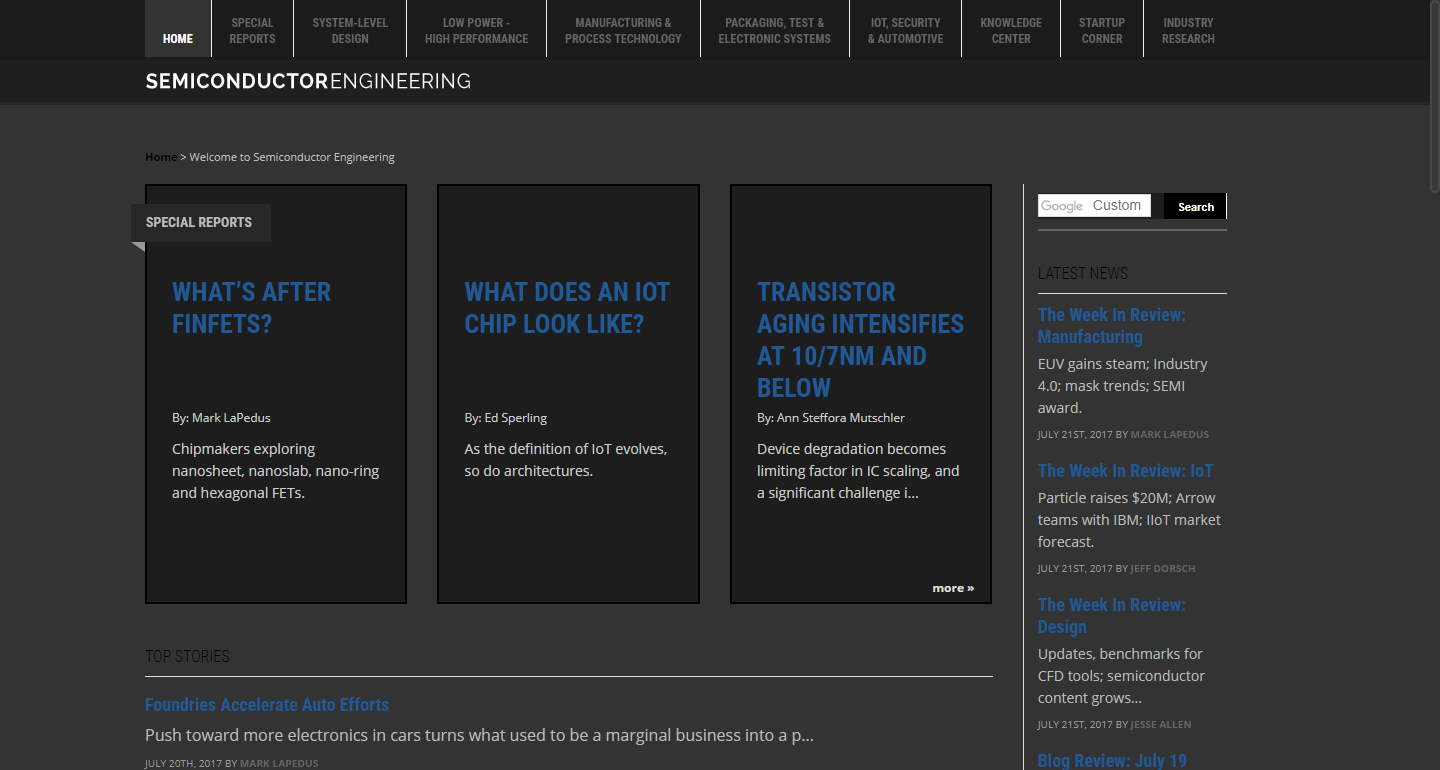 HOME
SPECIAL
REPORTS
SYSTEM-LEVEL
DESIGN
LOW POWER -
HIGH PERFORMANCE
MANUFACTURING &
PROCESS TECHNOLOGY
PACKAGING, TEST &
ELECTRONIC SYSTEMS
IOT, SECURITY
& AUTOMOTIVE
KNOWLEDGE
CENTER
STARTUP
CORNER
INDUSTRY
RESEARCH
SEMICONDUCTORENGINEERING
Home > Welcome to Semiconductor Engineering
SPECIAL REPORTS
WHAT’S AFTER
FINFETS?
By: Mark LaPedus
Chipmakers exploring
nanosheet, nanoslab, nano-ring
and hexagonal FETs.
WHAT DOES AN IOT
CHIP LOOK LIKE?
By: Ed Sperling
As the definition of IoT evolves,
so do architectures.
TRANSISTOR
AGING INTENSIFIES
AT 10/7NM AND
BELOW
By: Ann Steffora Mutschler
Device degradation becomes
limiting factor in IC scaling, and
a significant challenge i...
more »
TOP STORIES
Foundries Accelerate Auto Efforts
Push toward more electronics in cars turns what used to be a marginal business into a p...
JULY 20TH, 2017 BY MARK LAPEDUS
Google Custom
Search
LATEST NEWS
The Week In Review:
Manufacturing
EUV gains steam; Industry
4.0; mask trends; SEMI
award.
JULY 21ST, 2017 BY MARK LAPEDUS
The Week In Review: IoT
Particle raises $20M; Arrow
teams with IBM; IIoT market
forecast.
JULY 21ST, 2017 BY JEFF DORSCH
The Week In Review:
Design
Updates, benchmarks for
CFD tools; semiconductor
content grows...
JULY 21ST, 2017 BY JESSE ALLEN
Blog Review: July 19